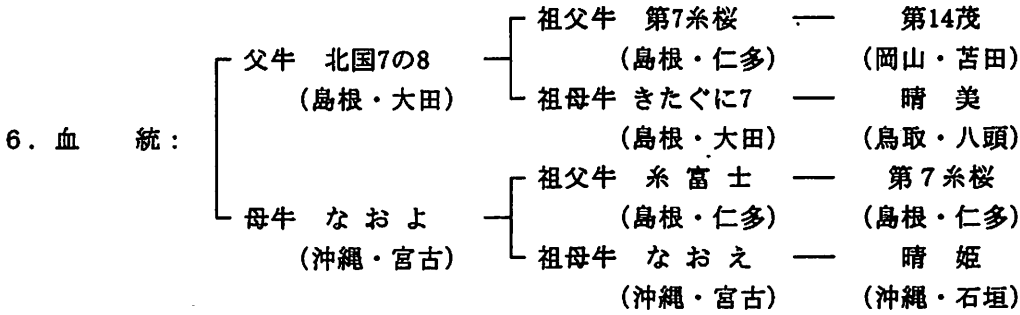 祖父牛 第7糸桜 ── 第14茂
父牛 北国7の8 (島根・仁多) (岡山・苫田)
(島根・大田) 祖母牛 きたぐに7 ── 晴 美
6. 血 統: (島根・大田) (鳥取・八頭)
祖父牛 糸富士 ── 第7糸桜
母牛 なおよ (島根・仁多) (島根・仁多)
(沖縄・宮古) 祖母牛 なおえ ── 晴 姫
(沖縄・宮古) (沖縄・石垣)